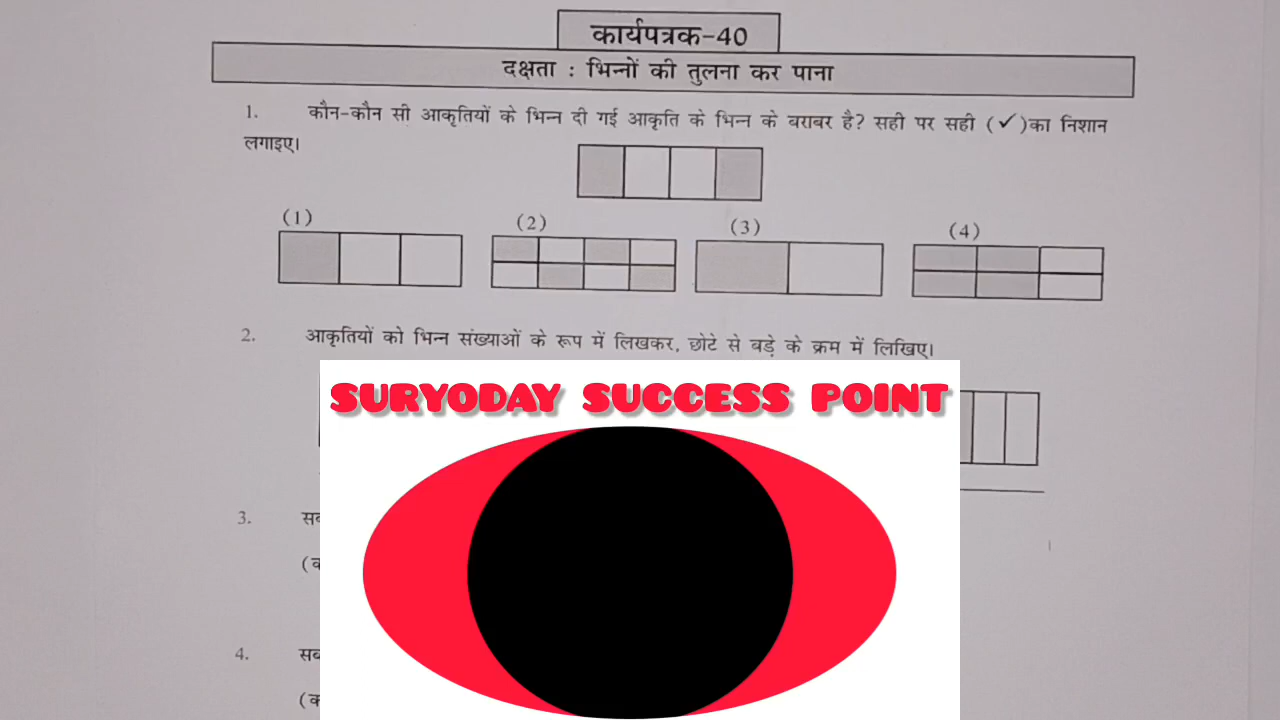 कार्यपत्रक-40
दक्षता : भिन्नों की तुलना कर पाना
1. कौन-कौन सी आकृतियों के भिन्न दी गई आकृति के भिन्न के बराबर है? सही पर सही (✓)का निशान
लगाइए।
(1) (2) (3) (4)
2. आकृतियों को भिन्न संख्याओं के रूप में लिखकर, छोटे से बड़े के क्रम में लिखिए।
SURYODAY SUCCESS POINT
3.
4.